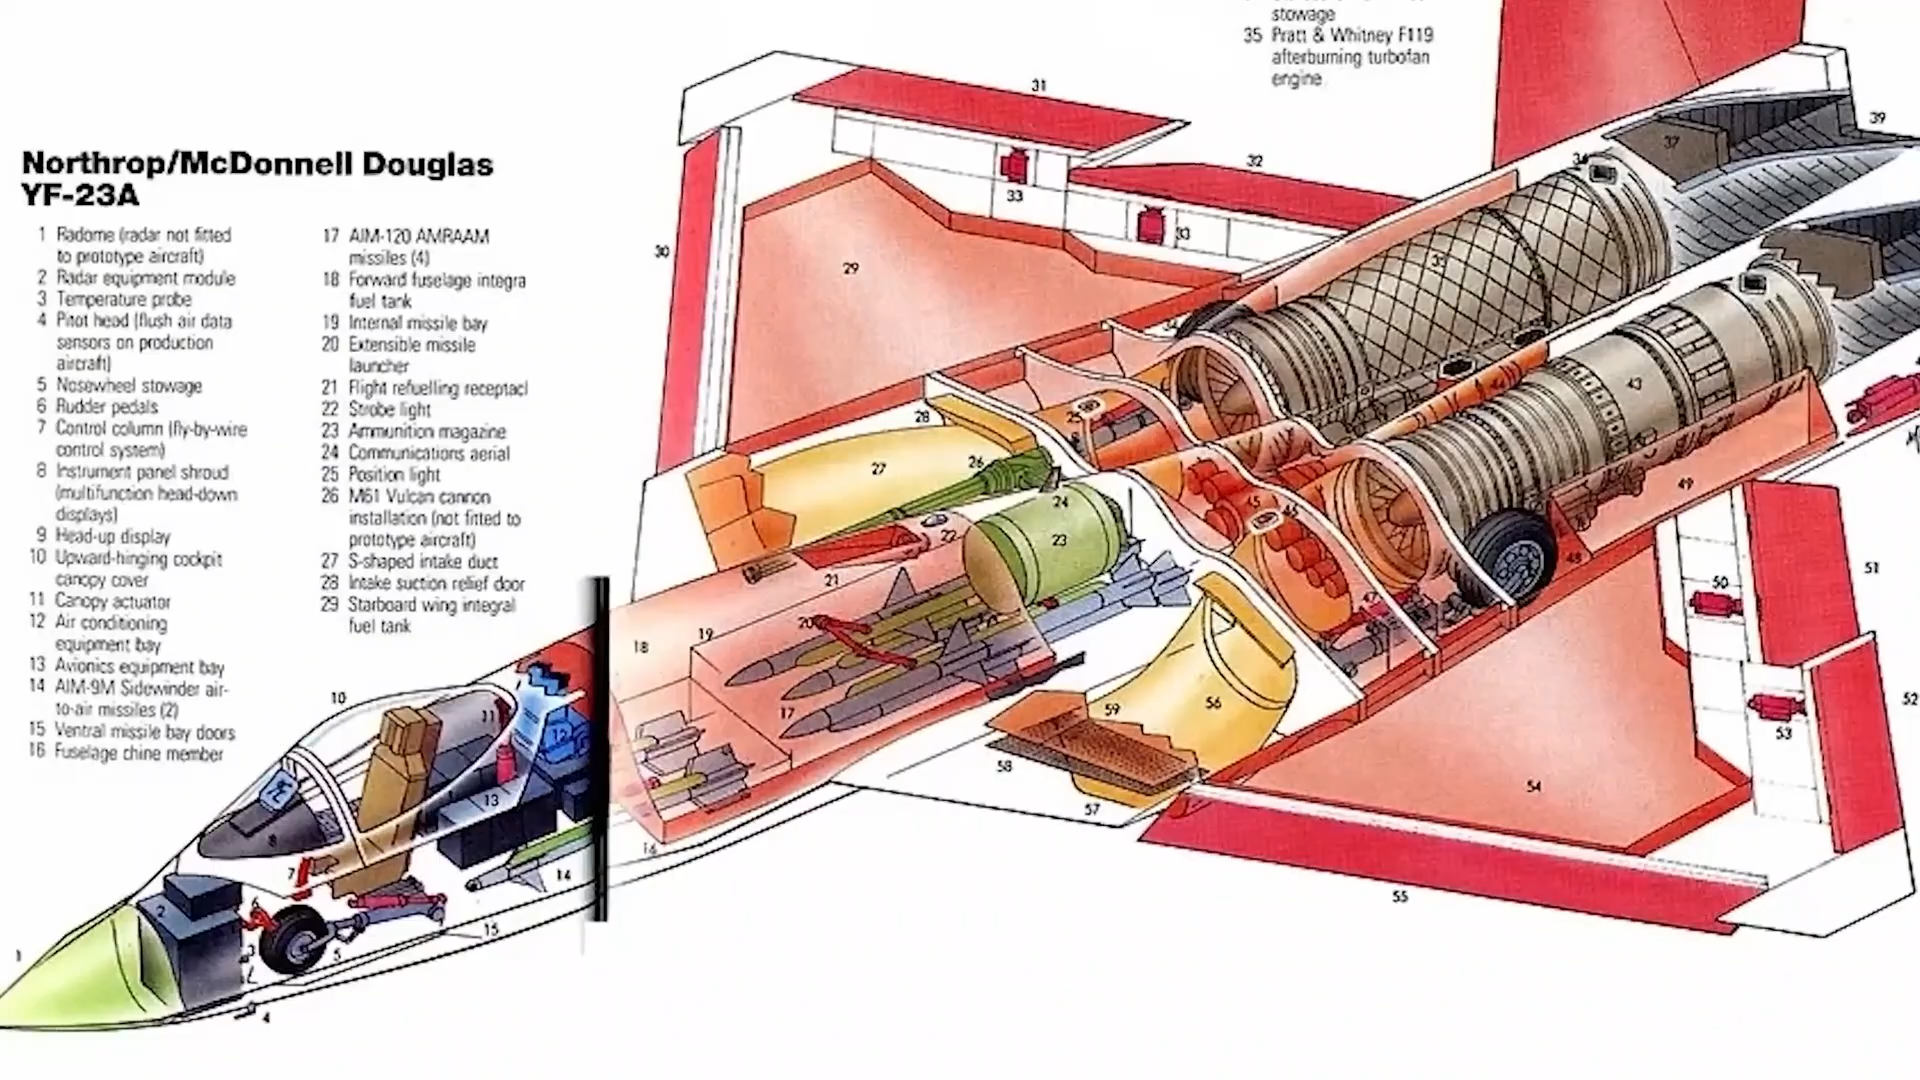 stowage
35 Pratt & Whitney F119
afterburning turbofan
engine
Northrop/McDonnell Douglas
YF-23A
1 Radome (radar not fitted
to prototype aircraft)
2 Radar equipment module
3 Temperature probe
4 Pitot head (flush air data
sensors on production
aircraft)
5 Nosewheel stowage
6 Rudder pedals
7 Control column (fly-by-wire
control system)
8 Instrument panel shroud
(multifunction head-down
displays)
9 Head-up display
10 Upward-hinging cockpit
canopy cover
11 Canopy actuator
12 Air conditioning
equipment bay
13 Avionics equipment bay
14 AIM-9M Sidewinder air-
to-air missiles (2)
15 Ventral missile bay doors
16 Fuselage chine member
17 AIM-120 AMRAAM
missiles (4)
18 Forward fuselage integra
fuel tank
19 Internal missile bay
20 Extensible missile
launcher
21 Flight refuelling receptacl
22 Strobe light
23 Ammunition magazine
24 Communications aerial
25 Position light
26 M61 Vulcan cannon
installation (not fitted to
prototype aircraft)
27 S-shaped intake duct
28 Intake suction relief door
29 Starboard wing integral
fuel tank
31
39
37
32
36
33
33
30
29
35
43
28
25
27
26
24
45
46
49
22
23
48
51
21
50
20
19
18
47
10
52
11
17
59
56
12
53
58
13
54
57
8
16
7
14
55
2
6
15
3
5
1
4